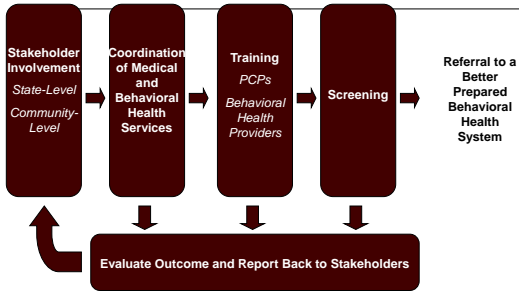 Stakeholder
Involvement
State-Level
Community-
Level
Coordination
of Medical
and
Behavioral
Health
Services
Training
PCPs
Behavioral
Health
Providers
Screening
Referral to a
Better
Prepared
Behavioral
Health
System
Evaluate Outcome and Report Back to Stakeholders